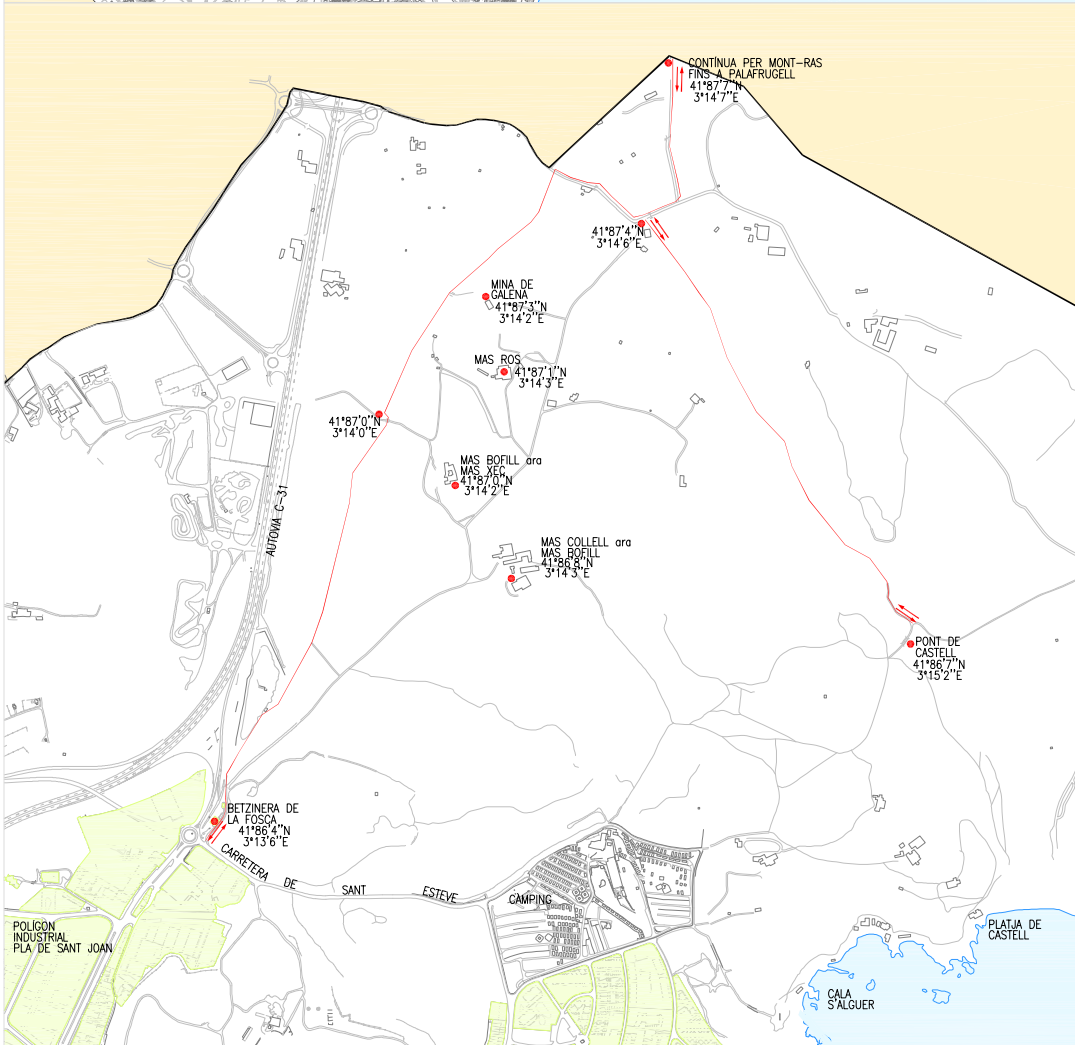 CONTÍNUA PER MONT-RAS
FINS A PALAFRUGELL
41°87'7''N
3°14'7''E
41°87'4''N
3°14'6''E
MINA DE
GALENA
41°87'3''N
3°14'2''E
MAS ROS
41°87'1''N
3°14'3''E
41°87'0''N
3°14'0''E
MAS BOFILL ara
MAS XEC
41°87'0''N
3°14'2''E
AUTOVIA C-31
MAS COLLELL ara
MAS BOFILL
41°86'8''N
3°14'3''E
PONT DE
CASTELL
41°86'7''N
3°15'2''E
BETZINERA DE
LA FOSCA
41°86'4''N
3°13'6''E
CARRETERA DE SANT ESTEVE
CÀMPING
POLÍGON
INDUSTRIAL
PLA DE SANT JOAN
PLATJA DE
CASTELL
CALA
S'ALGUER